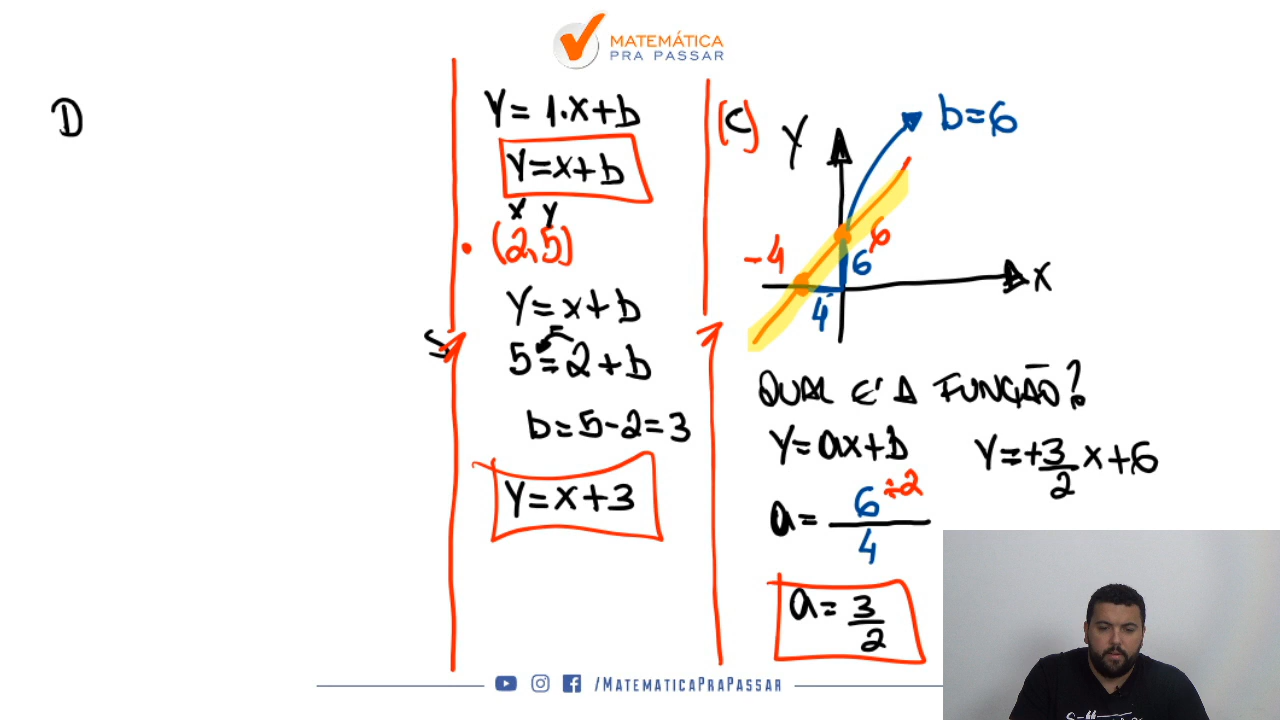 MATEMÁTICA
PRA PASSAR
D
Y = 1·X+b
Y=X+b
x y
• (2,5)
Y=x+b
5=2+b
b=5-2=3
Y=X+3
(C)
Y
b=6
-4
6
6
4
X
QUAL É A FUNÇÃO?
Y=ax+b
Y=+3/2 X+6
a= 6 ÷2
4
a= 3/2
/MATEMATICAPRAPASSAR